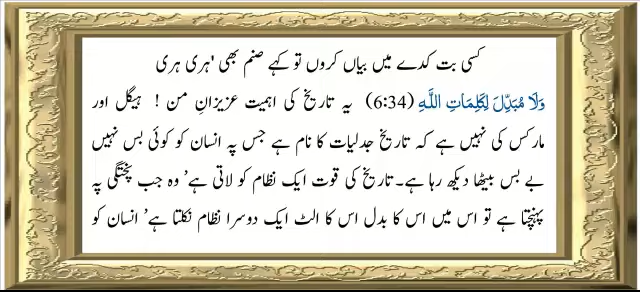 کسی بت کدے میں بیاں کروں تو کہے صنم بھی 'ہری ہری
وَلَا مُبَدِّلَ لِكَلِمَاتِ اللَّـهِ (6:34) یہ تاریخ کی اہمیت عزیزانِ من ! ہیگل اور
مارکس کی نہیں ہے کہ تاریخ جدلیات کا نام ہے جس پہ انسان کو کوئی بس نہیں
بے بس بیٹھا دیکھ رہا ہے۔ تاریخ کی قوت ایک نظام کو لاتی ہے' وہ جب پختگی پہ
پہنچتا ہے تو اس میں اس کا بدل اس کا الٹ ایک دوسرا نظام نکلتا ہے' انسان کو